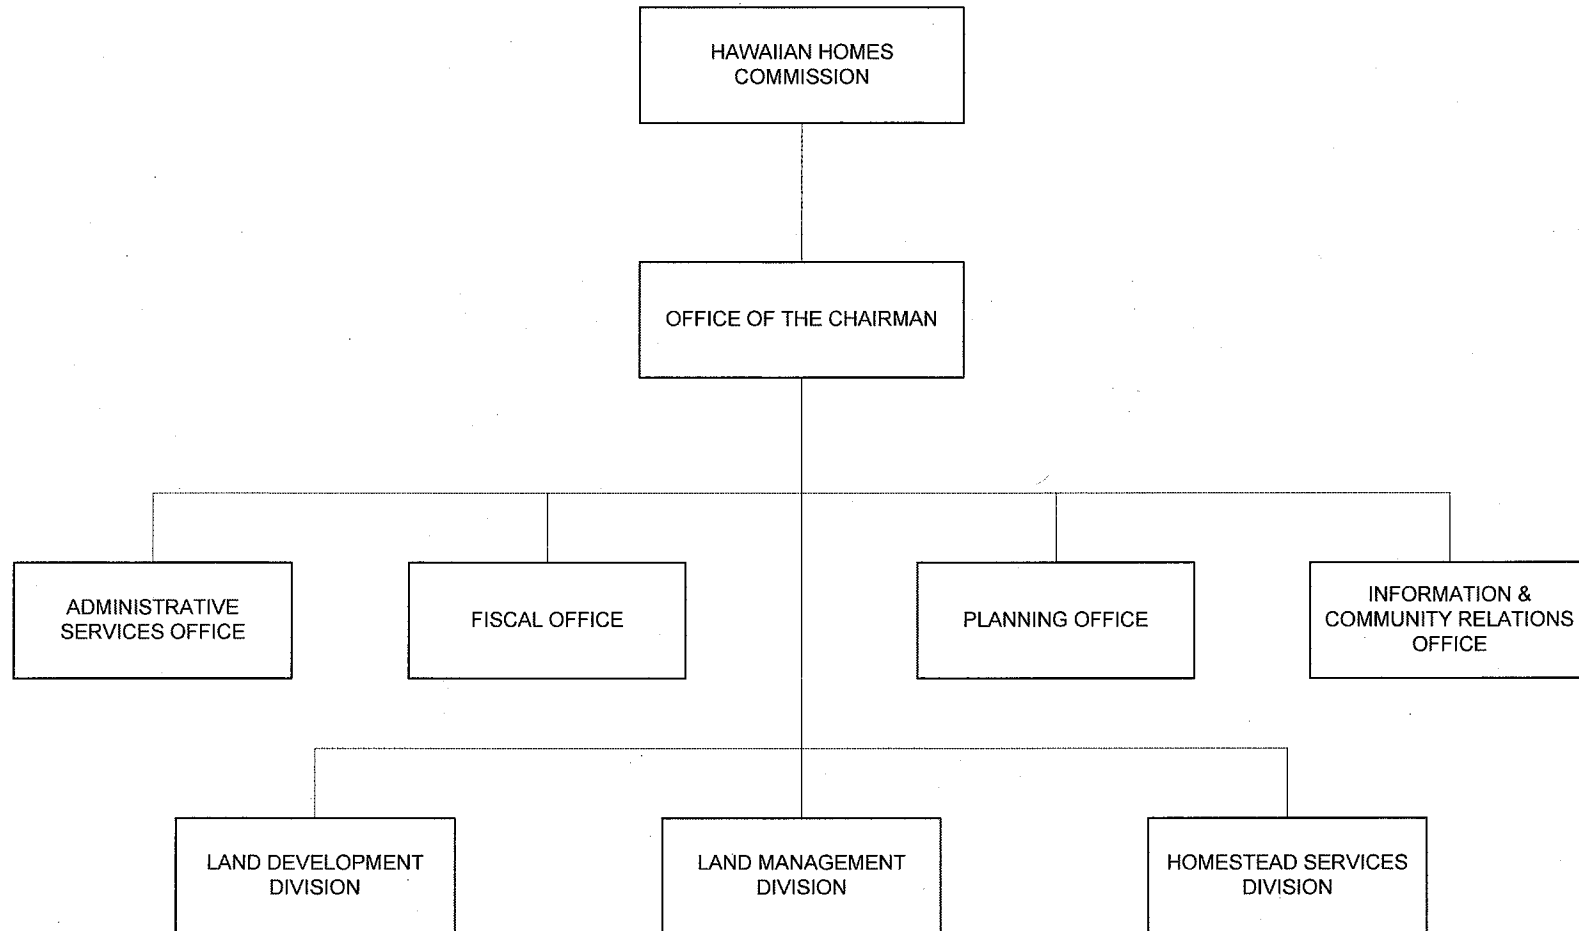 HAWAIIAN HOMES
COMMISSION
OFFICE OF THE CHAIRMAN
ADMINISTRATIVE
SERVICES OFFICE
FISCAL OFFICE
PLANNING OFFICE
INFORMATION &
COMMUNITY RELATIONS
OFFICE
LAND DEVELOPMENT
DIVISION
LAND MANAGEMENT
DIVISION
HOMESTEAD SERVICES
DIVISION